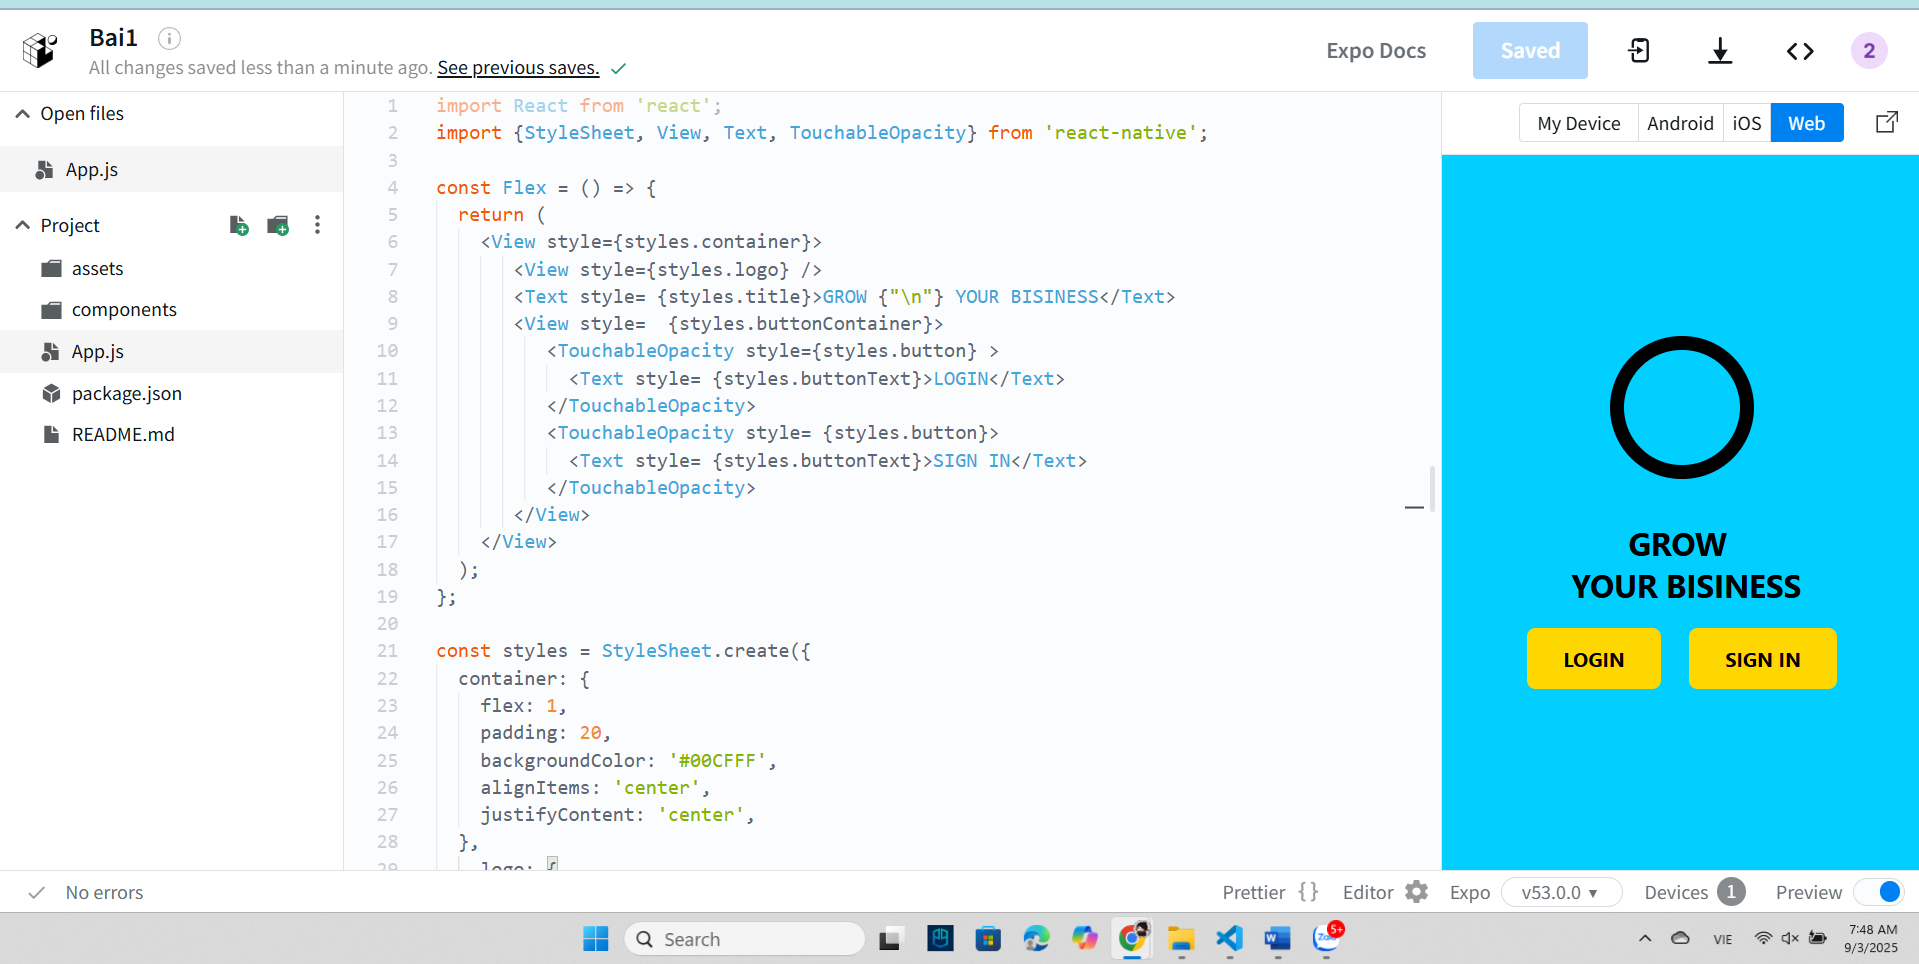 Bai1
All changes saved less than a minute ago. See previous saves.
Expo Docs
Saved
2
Open files
App.js
Project
assets
components
App.js
package.json
README.md
1 import React from 'react';
2 import {StyleSheet, View, Text, TouchableOpacity} from 'react-native';
3
4 const Flex = () => {
5 return (
6 <View style={styles.container}>
7 <View style={styles.logo} />
8 <Text style= {styles.title}>GROW {"\n"} YOUR BISINESS</Text>
9 <View style=  {styles.buttonContainer}>
10 <TouchableOpacity style={styles.button} >
11 <Text style= {styles.buttonText}>LOGIN</Text>
12 </TouchableOpacity>
13 <TouchableOpacity style= {styles.button}>
14 <Text style= {styles.buttonText}>SIGN IN</Text>
15 </TouchableOpacity>
16 </View>
17 </View>
18 );
19 };
20
21 const styles = StyleSheet.create({
22 container: {
23 flex: 1,
24 padding: 20,
25 backgroundColor: '#00CFFF',
26 alignItems: 'center',
27 justifyContent: 'center',
28 },
29 logo: {
My Device Android iOS Web
GROW
YOUR BISINESS
LOGIN SIGN IN
No errors
Prettier {} Editor Expo v53.0.0 Devices 1 Preview
Search
Zalo
5+
VIE
7:48 AM
9/3/2025